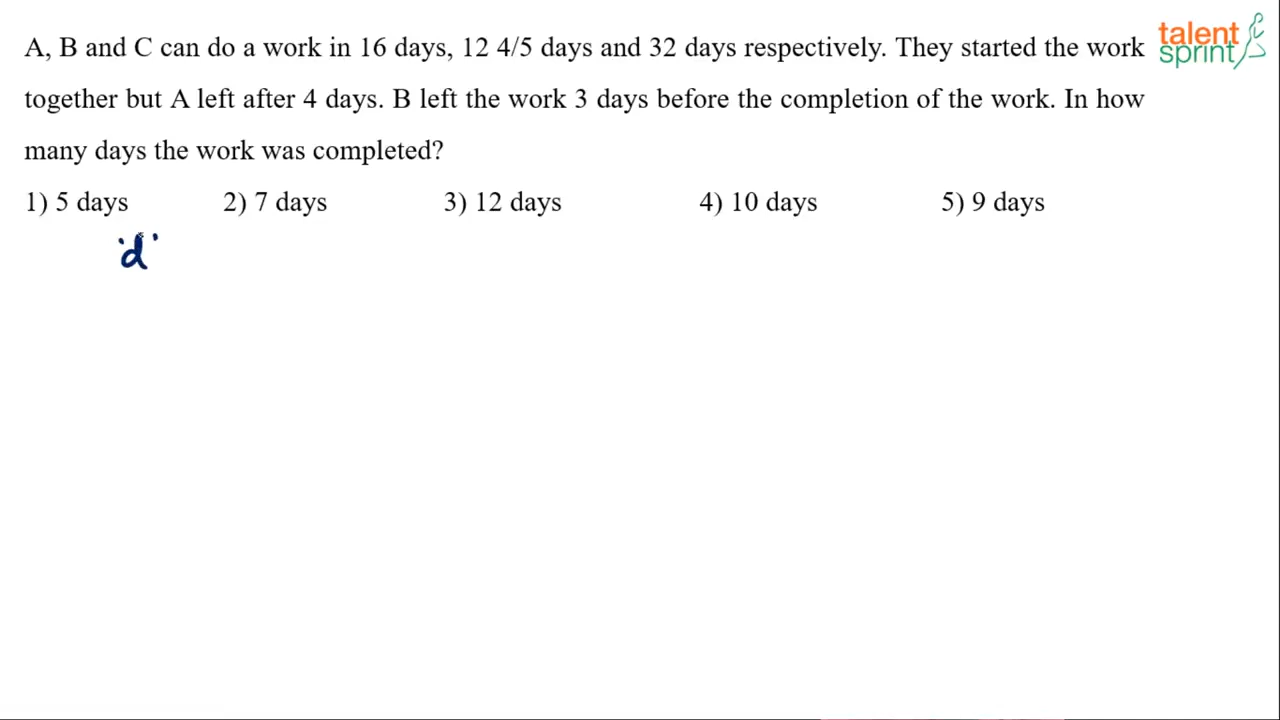 talent
sprint
A, B and C can do a work in 16 days, 12 4/5 days and 32 days respectively. They started the work
together but A left after 4 days. B left the work 3 days before the completion of the work. In how
many days the work was completed?
1) 5 days 2) 7 days 3) 12 days 4) 10 days 5) 9 days
'd'